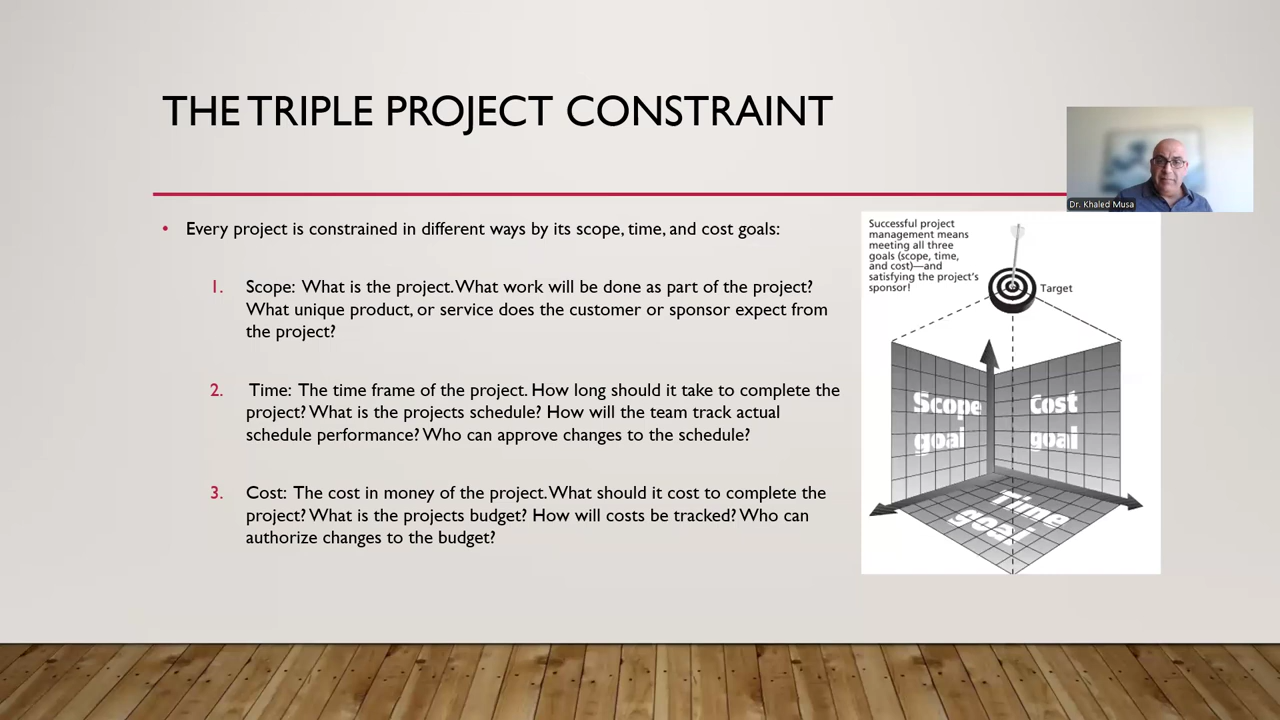 THE TRIPLE PROJECT CONSTRAINT
Dr. Khaled Musa
• Every project is constrained in different ways by its scope, time, and cost goals:
1. Scope: What is the project. What work will be done as part of the project?
What unique product, or service does the customer or sponsor expect from
the project?
2. Time: The time frame of the project. How long should it take to complete the
project? What is the projects schedule? How will the team track actual
schedule performance? Who can approve changes to the schedule?
3. Cost: The cost in money of the project. What should it cost to complete the
project? What is the projects budget? How will costs be tracked? Who can
authorize changes to the budget?
Successful project
management means
meeting all three
goals (scope, time,
and cost)—and
satisfying the project's
sponsor!
Target
Scope
goal
Cost
goal
Time
goal